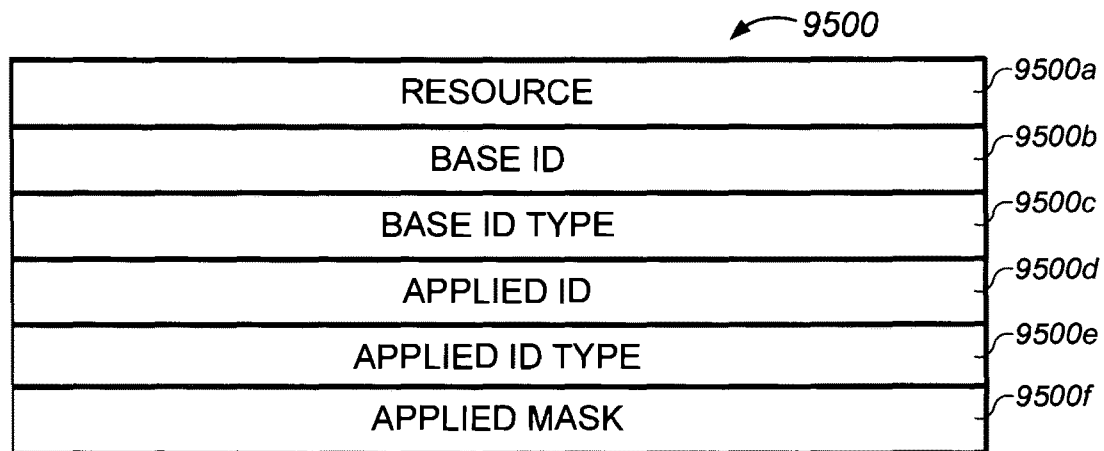 9500
RESOURCE 9500a
BASE ID 9500b
BASE ID TYPE 9500c
APPLIED ID 9500d
APPLIED ID TYPE 9500e
APPLIED MASK 9500f